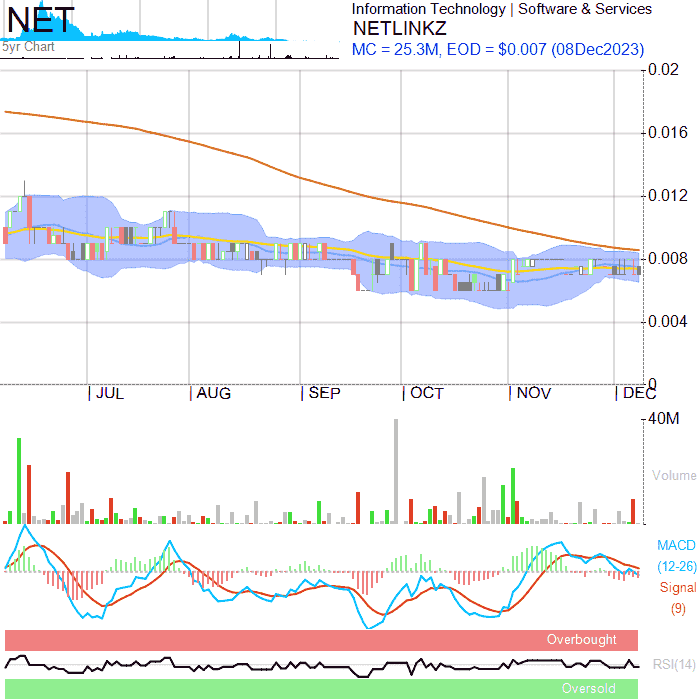 NET
Information Technology | Software & Services
NETLINKZ
5yr Chart
MC = 25.3M, EOD = $0.007 (08Dec2023)
0.02
0.016
0.012
0.008
0.004
0
JUL AUG SEP OCT NOV DEC
40M
Volume
MACD
(12-26)
Signal
(9)
Overbought
RSI(14)
Oversold